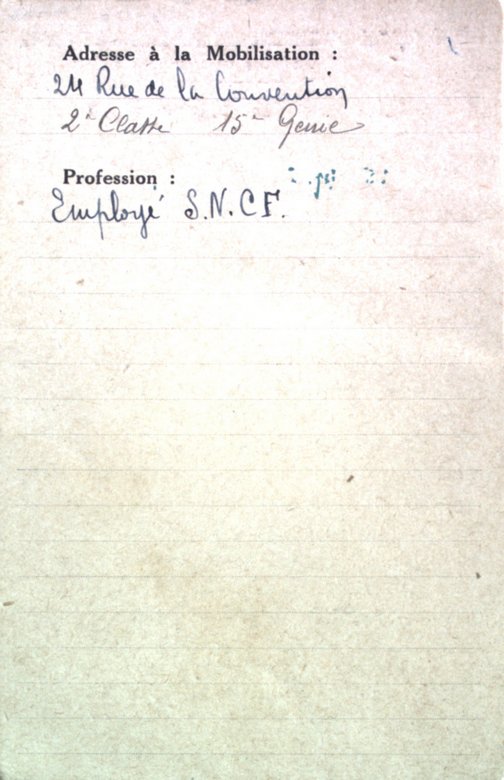 Adresse à la Mobilisation :
24 Rue de la Convention
2e Classe 15e Genie
Profession :
Employé S.N.C.F.